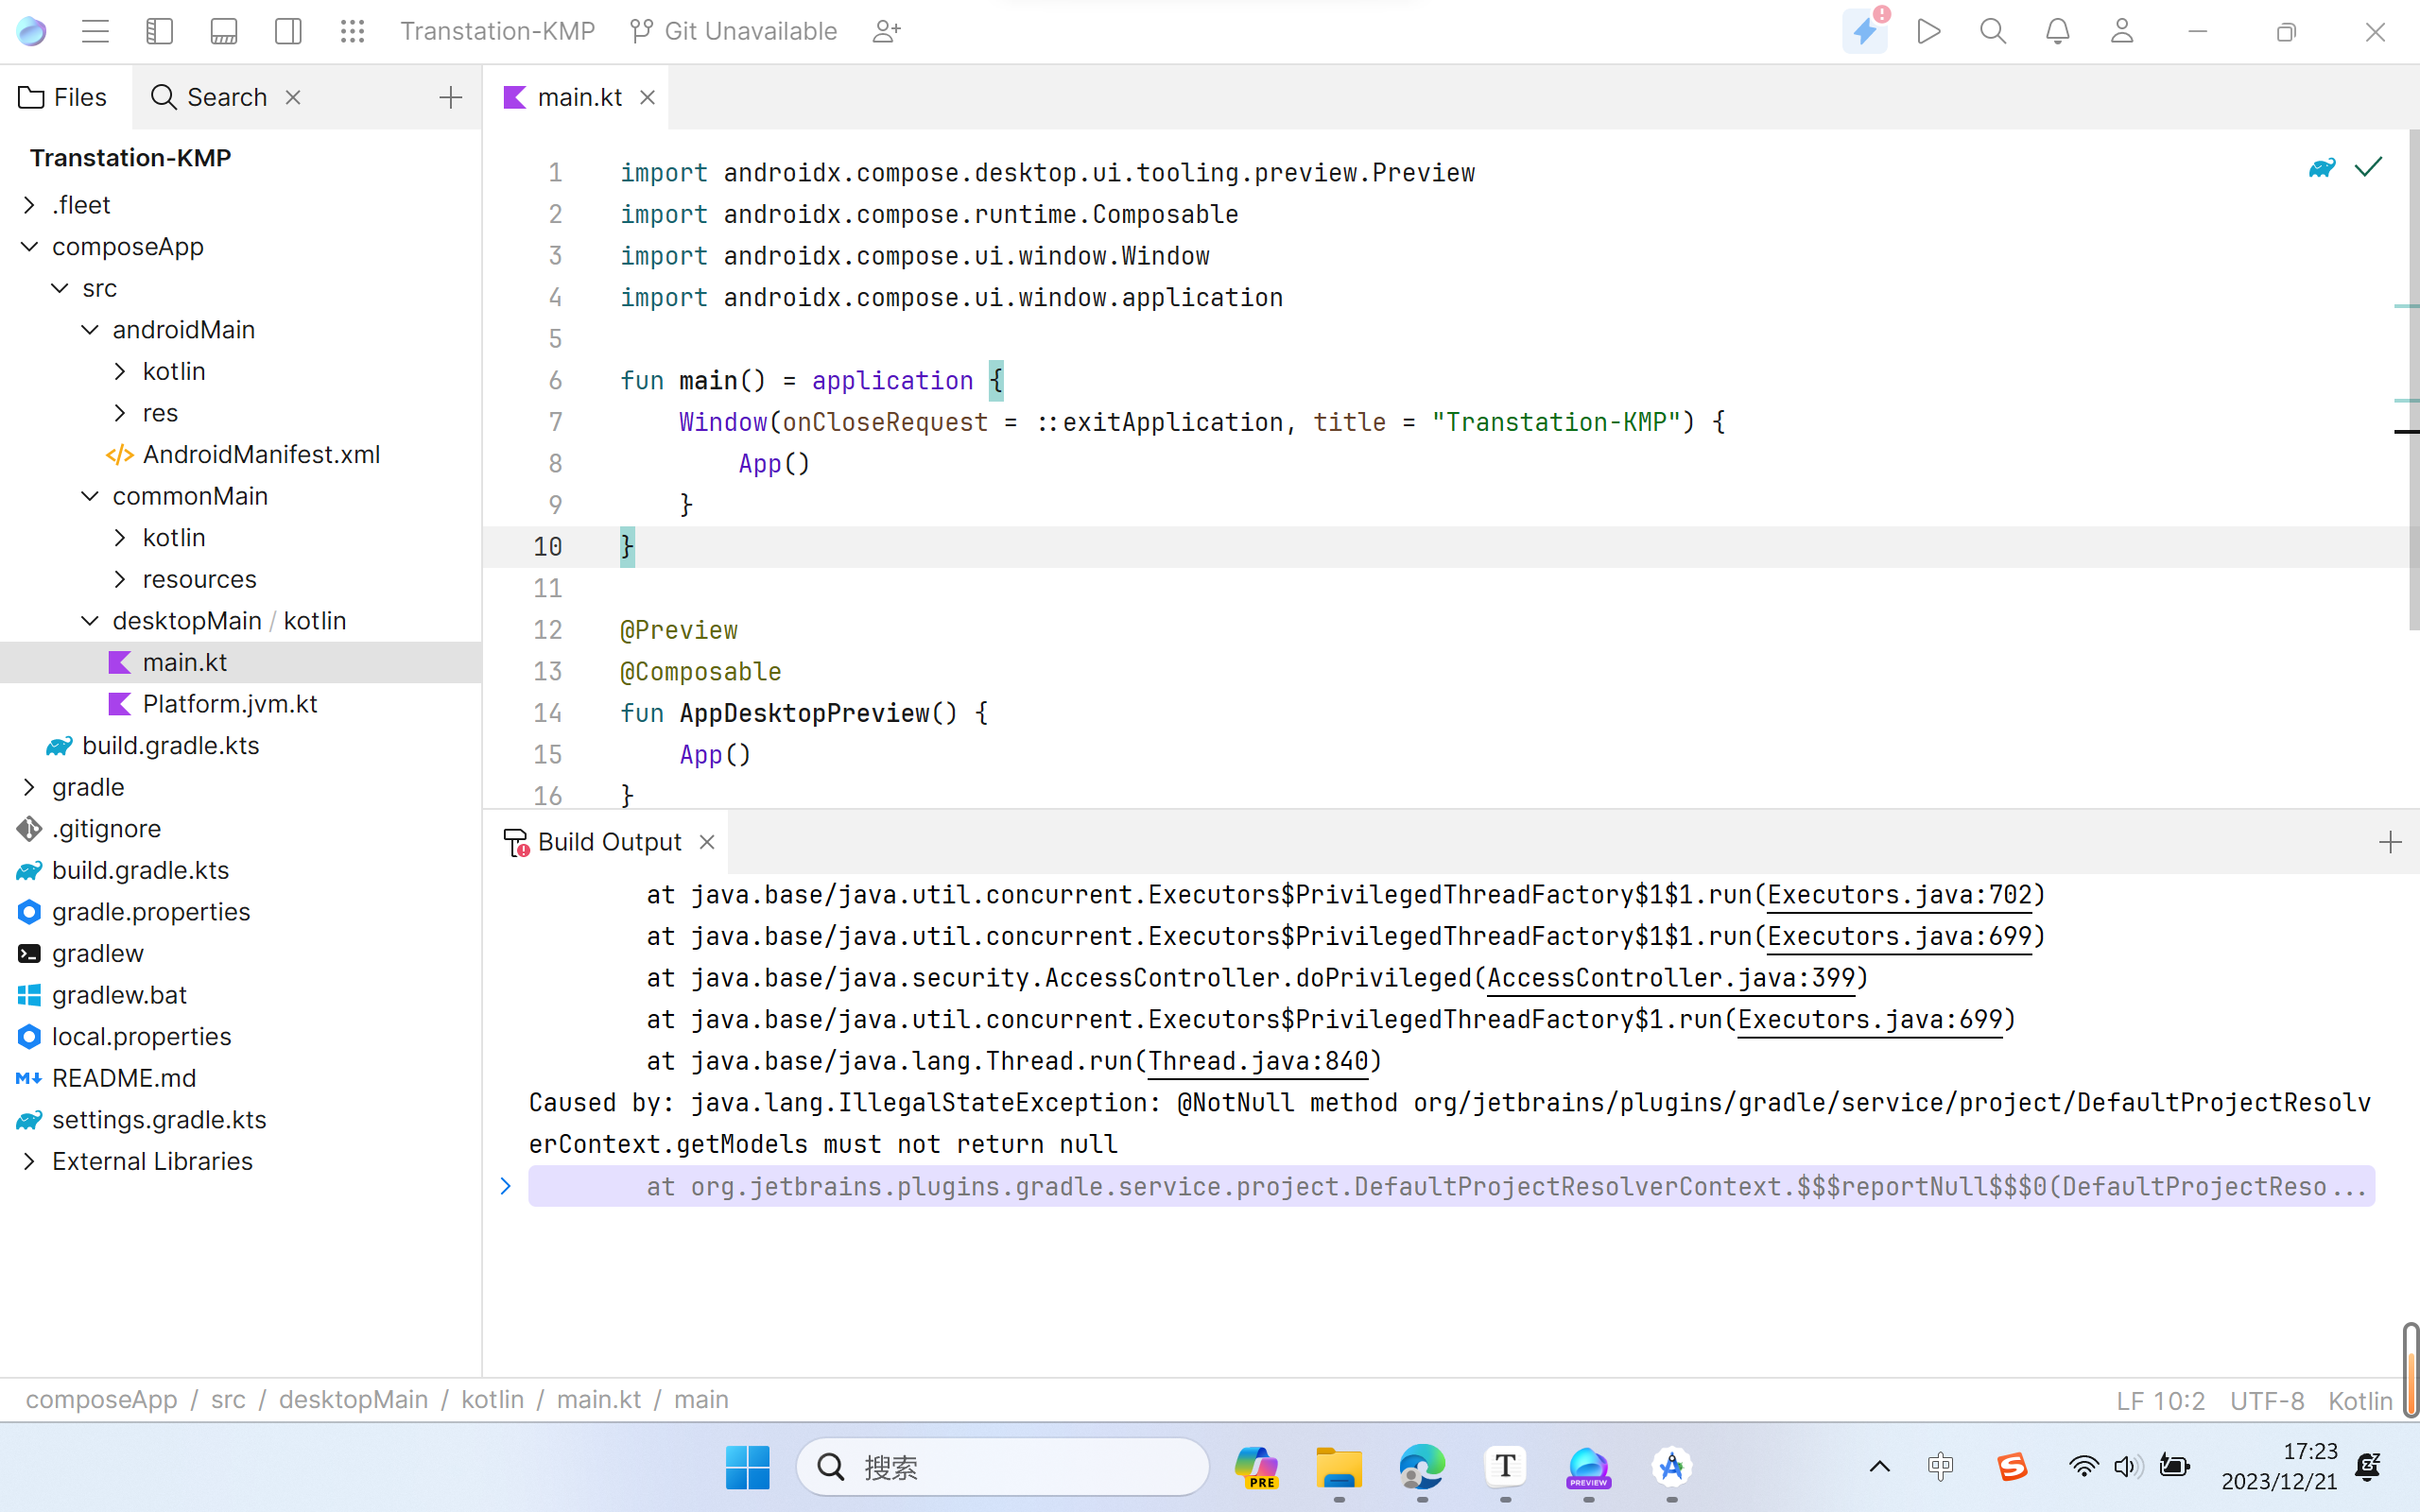 Transtation-KMP
Git Unavailable
Files
Search
main.kt
Transtation-KMP
.fleet
composeApp
src
androidMain
kotlin
res
AndroidManifest.xml
commonMain
kotlin
resources
desktopMain / kotlin
main.kt
Platform.jvm.kt
build.gradle.kts
gradle
.gitignore
build.gradle.kts
gradle.properties
gradlew
gradlew.bat
local.properties
README.md
settings.gradle.kts
External Libraries
1 import androidx.compose.desktop.ui.tooling.preview.Preview
2 import androidx.compose.runtime.Composable
3 import androidx.compose.ui.window.Window
4 import androidx.compose.ui.window.application
5
6 fun main() = application {
7 Window(onCloseRequest = ::exitApplication, title = "Transtation-KMP") {
8 App()
9 }
10 }
11
12 @Preview
13 @Composable
14 fun AppDesktopPreview() {
15 App()
16 }
Build Output
at java.base/java.util.concurrent.Executors$PrivilegedThreadFactory$1$1.run(Executors.java:702)
at java.base/java.util.concurrent.Executors$PrivilegedThreadFactory$1$1.run(Executors.java:699)
at java.base/java.security.AccessController.doPrivileged(AccessController.java:399)
at java.base/java.util.concurrent.Executors$PrivilegedThreadFactory$1.run(Executors.java:699)
at java.base/java.lang.Thread.run(Thread.java:840)
Caused by: java.lang.IllegalStateException: @NotNull method org/jetbrains/plugins/gradle/service/project/DefaultProjectResolv
erContext.getModels must not return null
at org.jetbrains.plugins.gradle.service.project.DefaultProjectResolverContext.$$$reportNull$$$0(DefaultProjectReso...
composeApp / src / desktopMain / kotlin / main.kt / main
LF 10:2 UTF-8 Kotlin
搜索
PRE
T
PREVIEW
中
S
17:23
2023/12/21